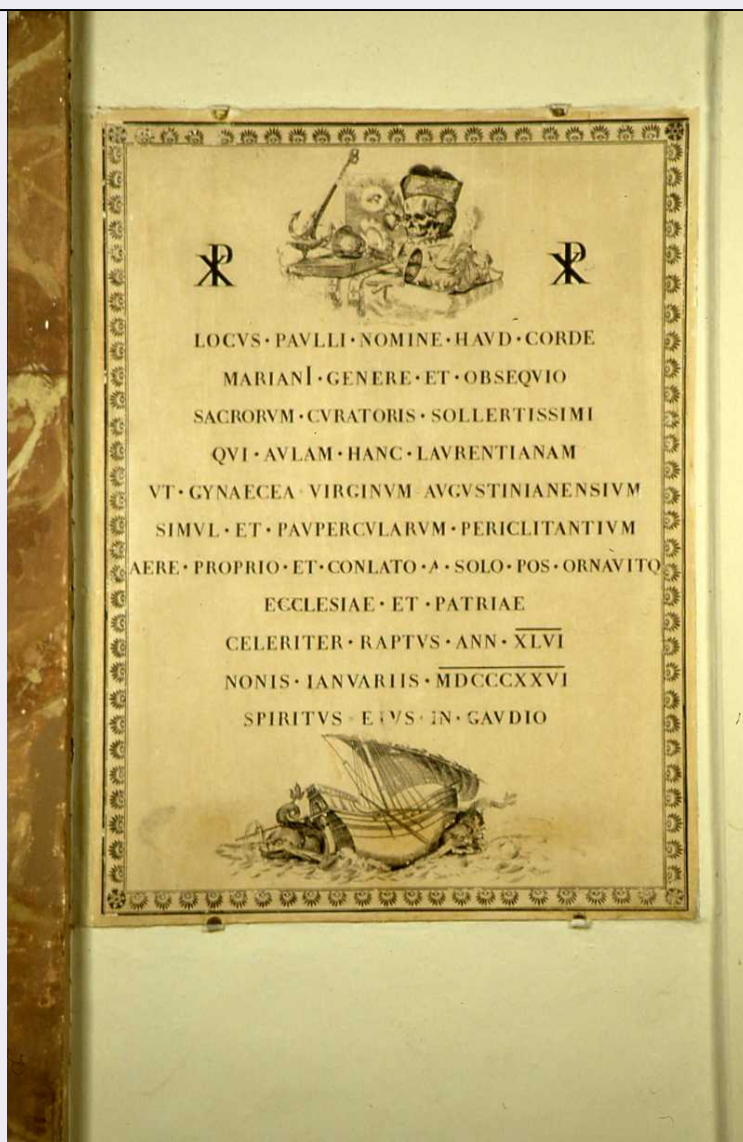 LOCVS · PAVLLI · NOMINE · HAVD · CORDE
MARIANI · GENERE · ET · OBSEQVIO
SACRORVM · CVRATORIS · SOLLERTISSIMI
QVI · AVLAM · HANC · LAVRENTIANAM
VT · GYNAECEA · VIRGINVM AVGVSTINIANENSIVM
SIMVL · ET · PAVPERCVLARVM · PERICLITANTIVM
AERE · PROPRIO · ET · CONLATO · A · SOLO · POS · ORNAVITQ
ECCLESIAE · ET · PATRIAE
CELERITER · RAPTVS · ANN · XLVI
NONIS · IANVARIIS · MDCCCXXVI
SPIRITVS · EIVS · IN · GAVDIO